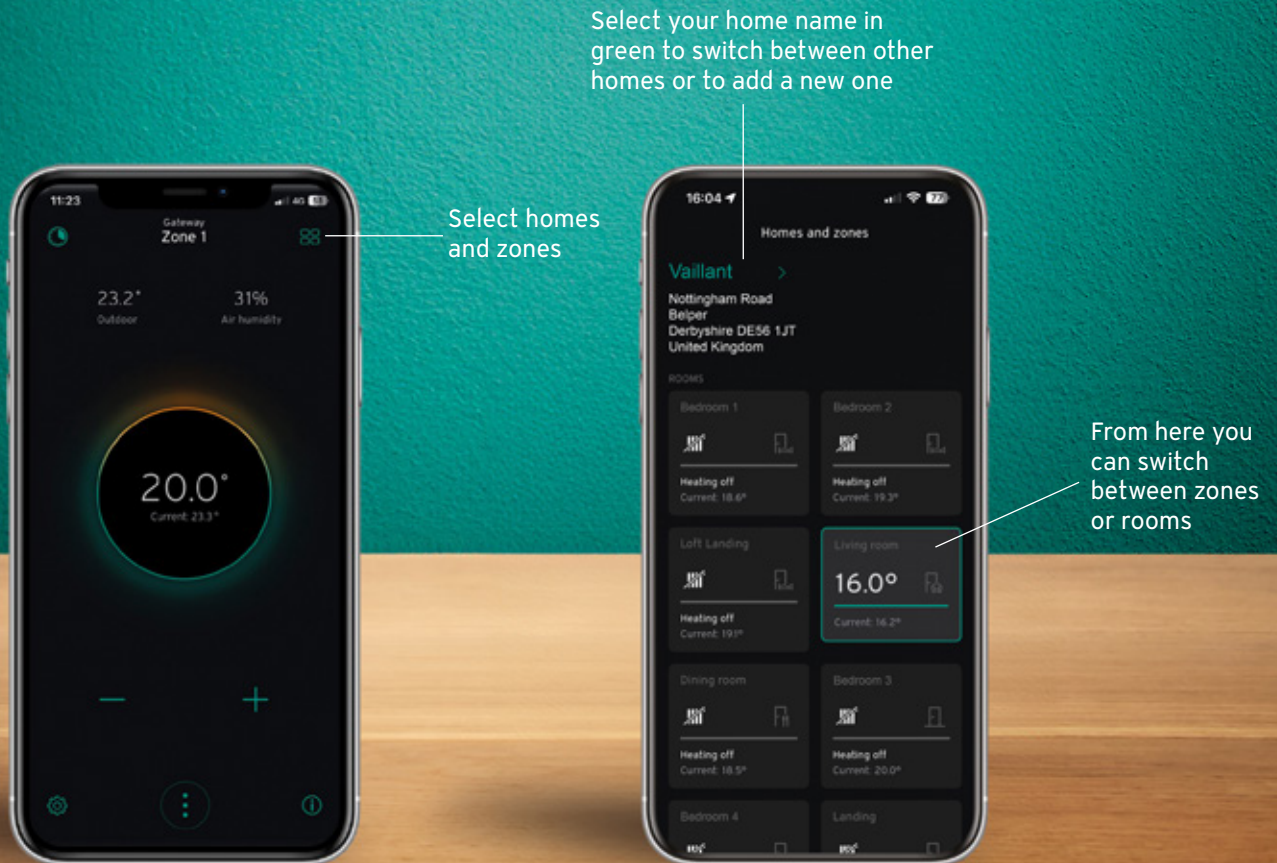 Select your home name in
green to switch between other
homes or to add a new one
11:23
4G
Gateway
Zone 1
Select homes
and zones
23.2°
31%
Outdoor
Air humidity
20.0°
Current: 23.3°
16:04
77
Homes and zones
Vaillant >
Nottingham Road
Belper
Derbyshire DE56 1JT
United Kingdom
ROOMS
Bedroom 1
Bedroom 2
Heating off
Heating off
Current: 18.6°
Current: 19.3°
Loft Landing
Living room
16.0°
Heating off
Current: 19.1°
Current: 16.2°
From here you
can switch
between zones
or rooms
Dining room
Bedroom 3
Heating off
Heating off
Current: 18.5°
Current: 20.0°
Bedroom 4
Landing